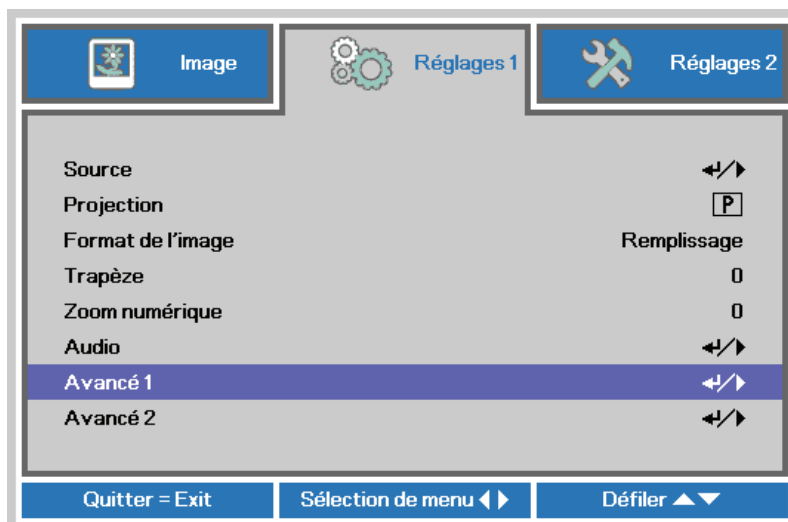 Image
Réglages 1
Réglages 2
Source
Projection P
Format de l'image Remplissage
Trapèze 0
Zoom numérique 0
Audio
Avancé 1
Avancé 2
Quitter = Exit
Sélection de menu
Défiler